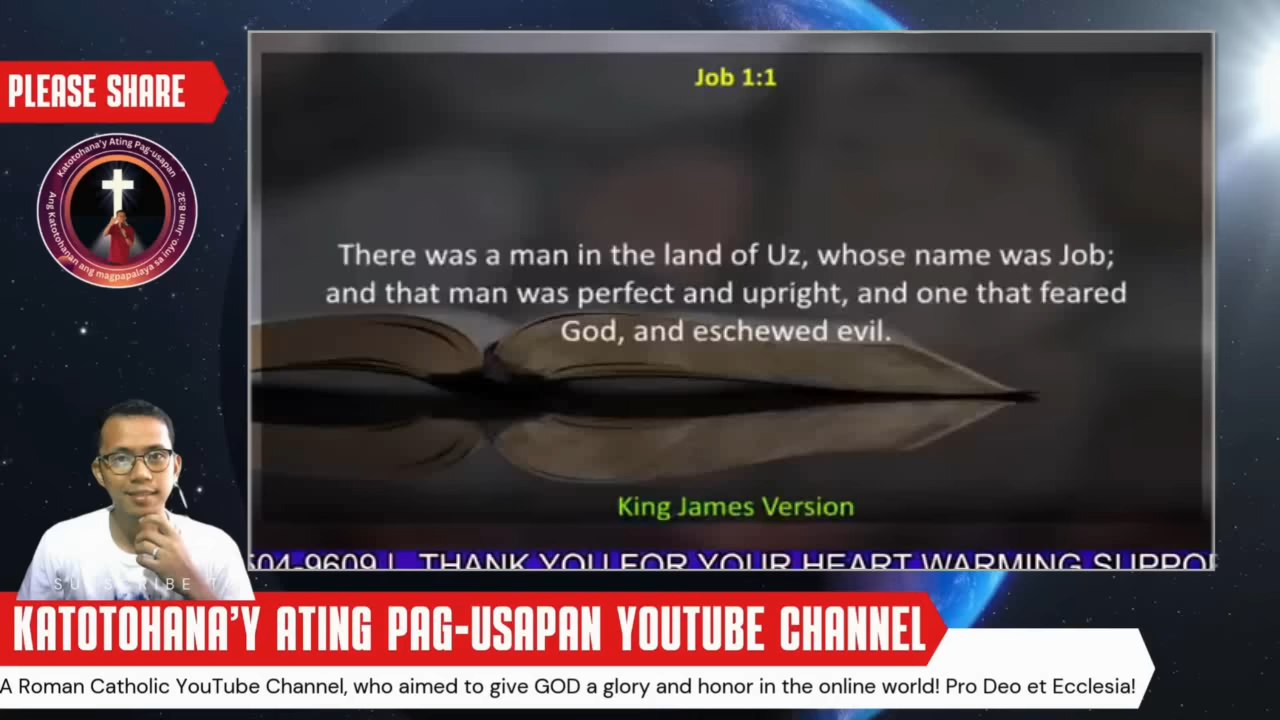 PLEASE SHARE
Katotohana'y Ating Pag-usapan
Ang Katotohanan ang magpapalaya sa inyo. Juan 8:32
Job 1:1
There was a man in the land of Uz, whose name was Job;
and that man was perfect and upright, and one that feared
God, and eschewed evil.
King James Version
504-9609 | THANK YOU FOR YOUR HEART WARMING SUPPO
SUBSCRIBE T
KATOTOHANA'Y ATING PAG-USAPAN YOUTUBE CHANNEL
A Roman Catholic YouTube Channel, who aimed to give GOD a glory and honor in the online world! Pro Deo et Ecclesia!